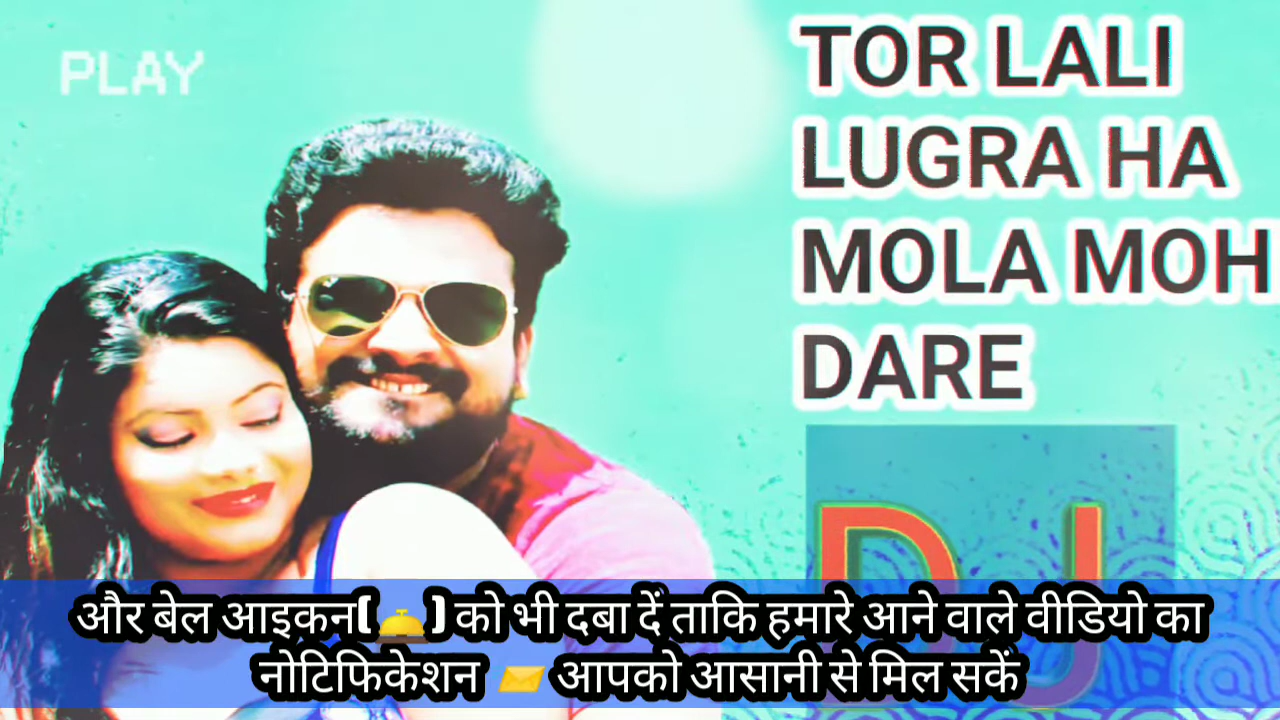 PLAY
TOR LALI
LUGRA HA
MOLA MOH
DARE
DJ
और बेल आइकन(🛎️) को भी दबा दें ताकि हमारे आने वाले वीडियो का
नोटिफिकेशन ✉️ आपको आसानी से मिल सकें